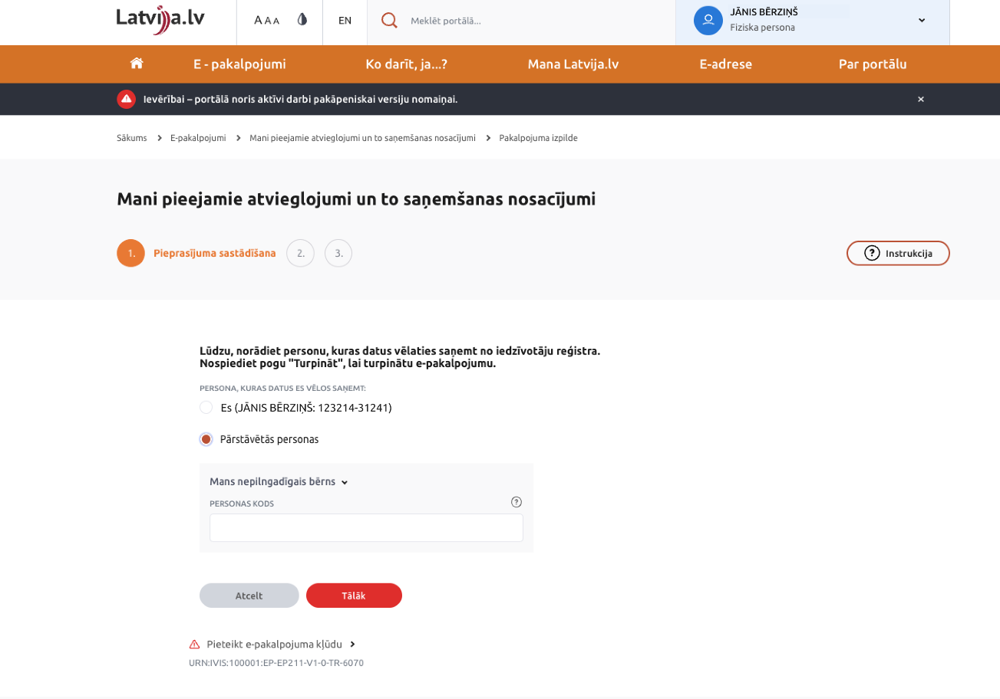 Latvija.lv
A A A
EN
Meklēt portālā...
JĀNIS BĒRZIŅŠ
Fiziska persona
E - pakalpojumi
Ko darīt, ja...?
Mana Latvija.lv
E-adrese
Par portālu
Ievērībai – portālā noris aktīvi darbi pakāpeniskai versiju nomaiņai.
Sākums
E-pakalpojumi
Mani pieejamie atvieglojumi un to saņemšanas nosacījumi
Pakalpojuma izpilde
Mani pieejamie atvieglojumi un to saņemšanas nosacījumi
1.
Pieprasījuma sastādīšana
2.
3.
Instrukcija
Lūdzu, norādiet personu, kuras datus vēlaties saņemt no iedzīvotāju reģistra.
Nospiediet pogu "Turpināt", lai turpinātu e-pakalpojumu.
PERSONA, KURAS DATUS ES VĒLOS SAŅEMT:
Es (JĀNIS BĒRZIŅŠ: 123214-31241)
Pārstāvētās personas
Mans nepilngadīgais bērns
PERSONAS KODS
Atcelt
Tālāk
Pieteikt e-pakalpojuma kļūdu
URN:IVIS:100001:EP-EP211-V1-0-TR-6070